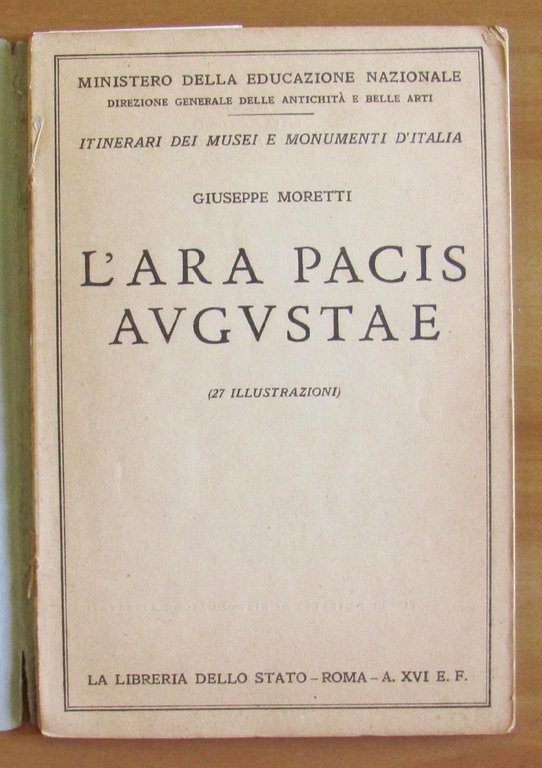 MINISTERO DELLA EDUCAZIONE NAZIONALE
DIREZIONE GENERALE DELLE ANTICHITÀ E BELLE ARTI
ITINERARI DEI MUSEI E MONUMENTI D'ITALIA
GIUSEPPE MORETTI
L'ARA PACIS
AVGVSTAE
(27 ILLUSTRAZIONI)
LA LIBRERIA DELLO STATO – ROMA – A. XVI E. F.